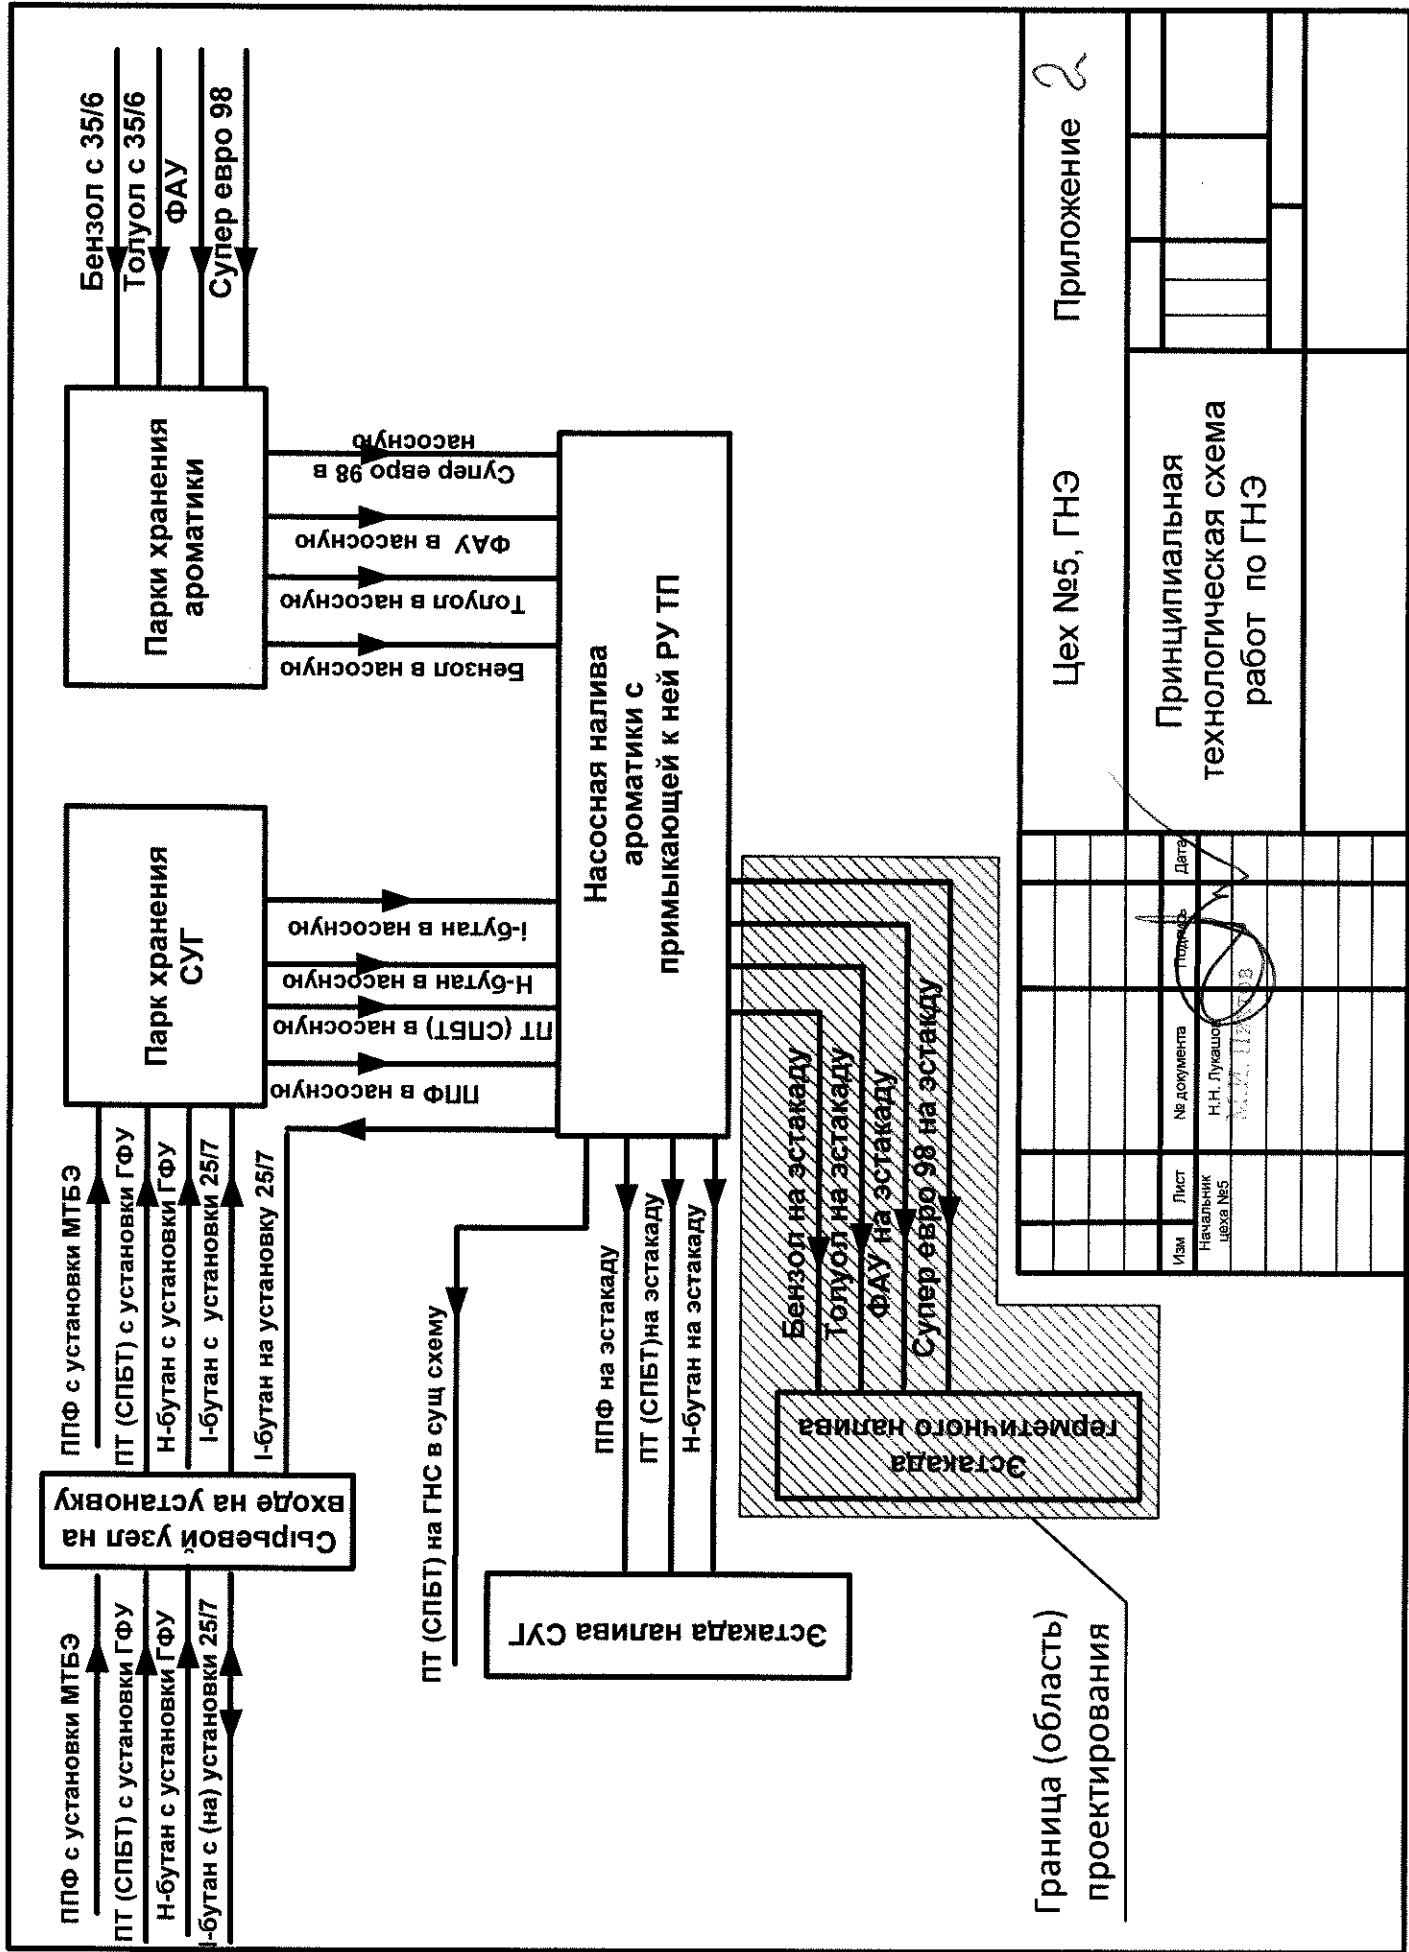 ППФ с установки МТБЭ
ПТ (СПБТ) с установки ГФУ
Н-бутан с установки ГФУ
I-бутан с (на) установки 25/7
Сырьевой узел на
входе на установку
ППФ с установки МТБЭ
ПТ (СПБТ) с установки ГФУ
Н-бутан с установки ГФУ
I-бутан с установки 25/7
I-бутан на установку 25/7
Парк хранения
СУГ
Парки хранения
ароматики
Бензол с 35/6
Толуол с 35/6
ФАУ
Супер евро 98
ППФ в насосную
ПТ (СПБТ) в насосную
Н-бутан в насосную
i-бутан в насосную
Бензол в насосную
Толуол в насосную
ФАУ в насосную
Супер евро 98 в
насосную
ПТ (СПБТ) на ГНС в сущ схему
Насосная налива
ароматики с
примыкающей к ней РУ ТП
Эстакада налива СУГ
ППФ на эстакаду
ПТ (СПБТ)на эстакаду
Н-бутан на эстакаду
Эстакада
герметичного налива
Бензол на эстакаду
Толуол на эстакаду
ФАУ на эстакаду
Супер евро 98 на эстакду
Граница (область)
проектирования
Цех №5, ГНЭ
Приложение 2
Изм Лист № документа Подпись Дата
Начальник
цеха №5
Н.Н. Лукашов
Принципиальная
технологическая схема
работ по ГНЭ